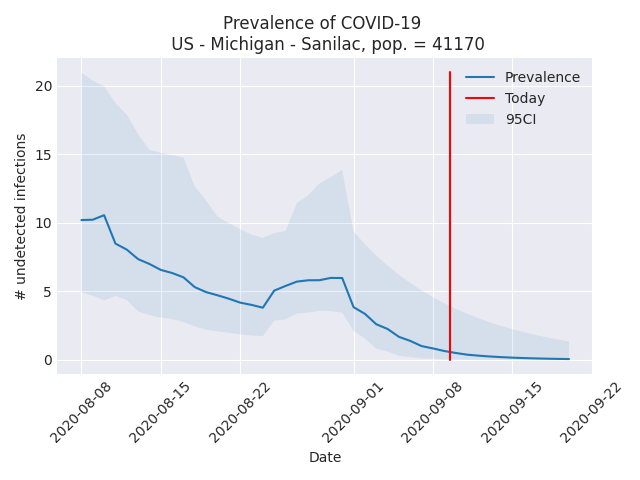 Prevalence of COVID-19
US - Michigan - Sanilac, pop. = 41170
20
15
10
5
0
# undetected infections
Prevalence
Today
95CI
2020-08-08
2020-08-15
2020-08-22
2020-09-01
2020-09-08
2020-09-15
2020-09-22
Date